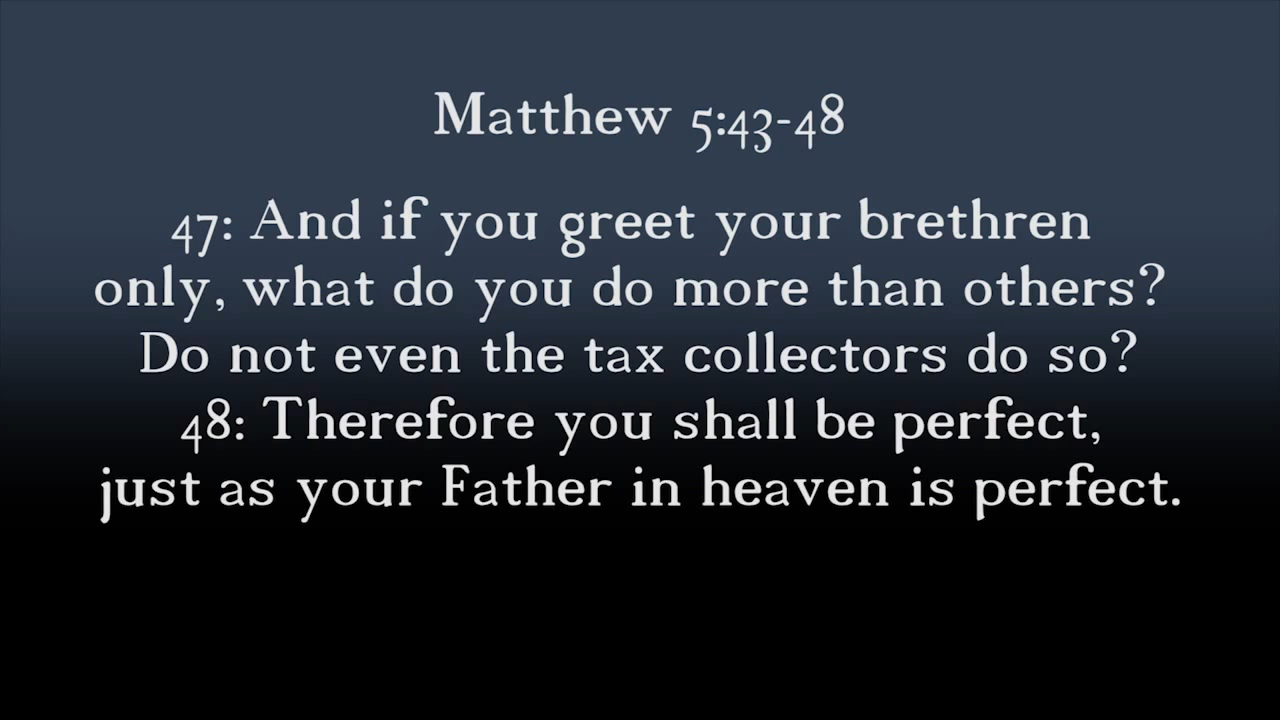 Matthew 5:43-48
47: And if you greet your brethren
only, what do you do more than others?
Do not even the tax collectors do so?
48: Therefore you shall be perfect,
just as your Father in heaven is perfect.